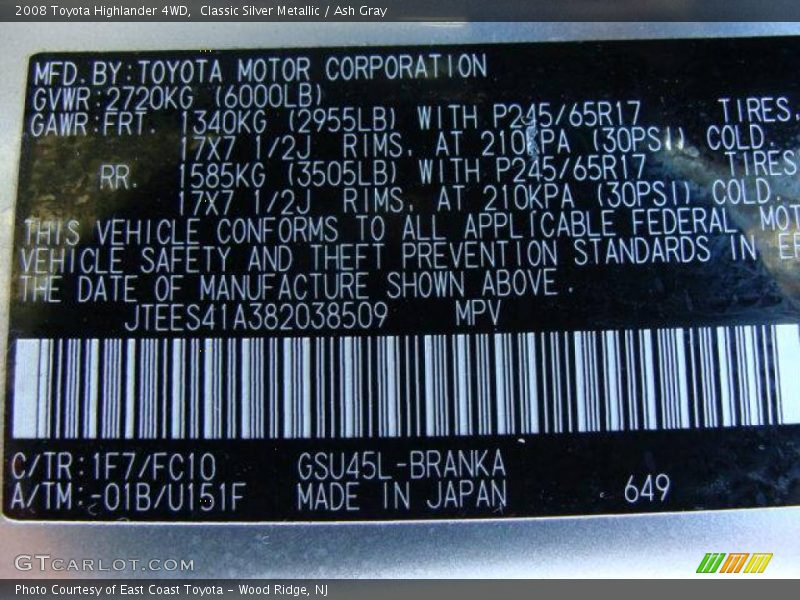 2008 Toyota Highlander 4WD,  Classic Silver Metallic / Ash Gray
MFD.BY:TOYOTA MOTOR CORPORATION
GVWR:2720KG (6000LB)
GAWR:FRT. 1340KG (2955LB) WITH P245/65R17 TIRES,
17X7 1/2J RIMS, AT 210KPA (30PSI) COLD.
RR. 1585KG (3505LB) WITH P245/65R17 TIRES
17X7 1/2J RIMS, AT 210KPA (30PSI) COLD.
THIS VEHICLE CONFORMS TO ALL APPLICABLE FEDERAL MOT
VEHICLE SAFETY AND THEFT PREVENTION STANDARDS IN EF
THE DATE OF MANUFACTURE SHOWN ABOVE.
JTEES41A382038509 MPV
C/TR:1F7/FC10 GSU45L-BRANKA
A/TM:-01B/U151F MADE IN JAPAN 649
GTCARLOT.COM
Photo Courtesy of East Coast Toyota - Wood Ridge, NJ